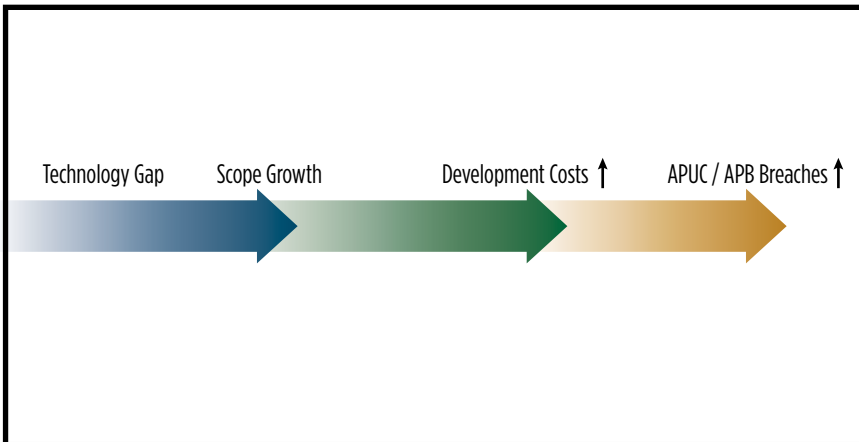 Technology Gap Scope Growth Development Costs ↑ APUC / APB Breaches ↑